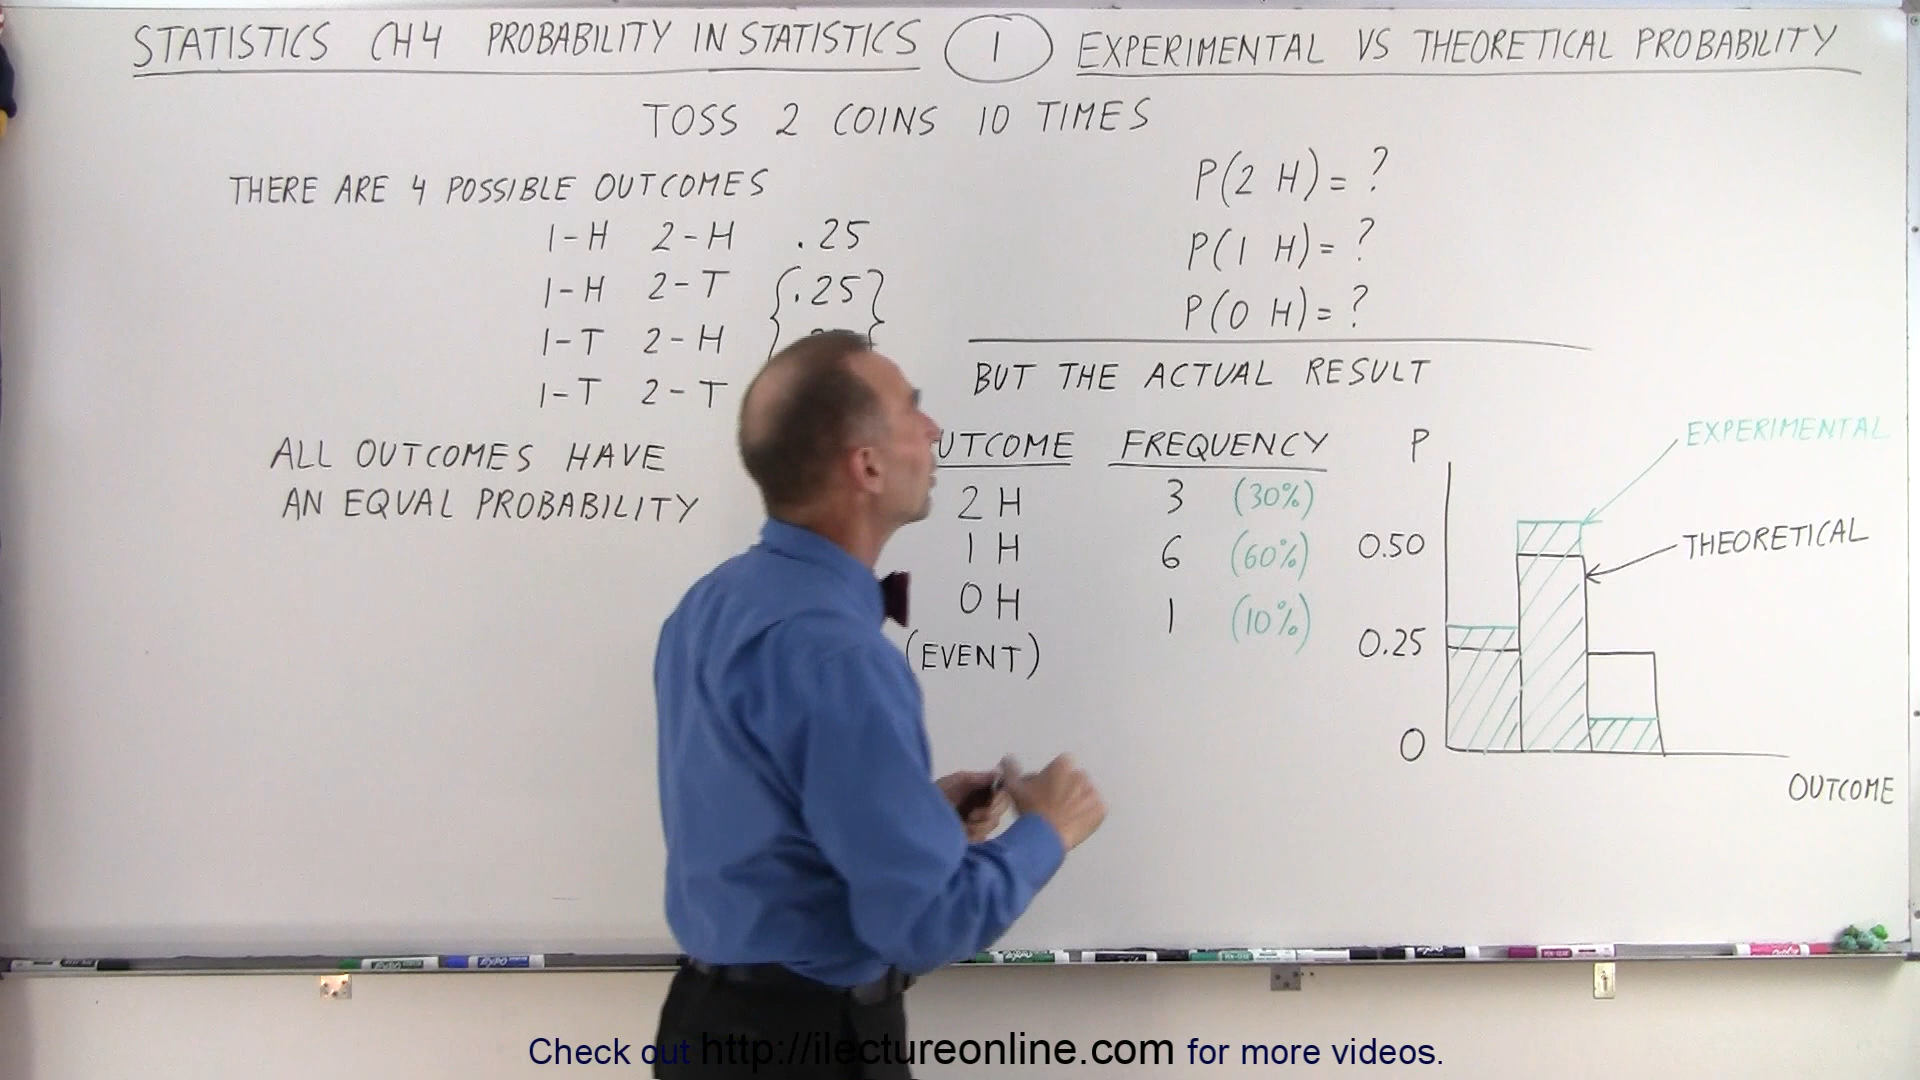 STATISTICS CH4 PROBABILITY IN STATISTICS 1 EXPERIMENTAL VS THEORETICAL PROBABILITY
TOSS 2 COINS 10 TIMES
THERE ARE 4 POSSIBLE OUTCOMES
1-H 2-H .25
1-H 2-T .25
1-T 2-H
1-T 2-T
ALL OUTCOMES HAVE
AN EQUAL PROBABILITY
P(2 H) = ?
P(1 H) = ?
P(0 H) = ?
BUT THE ACTUAL RESULT
UTCOME FREQUENCY
2 H 3 (30%)
1 H 6 (60%)
0 H 1 (10%)
(EVENT)
P
EXPERIMENTAL
THEORETICAL
0.50
0.25
0
OUTCOME
Check out http://ilectureonline.com for more videos.